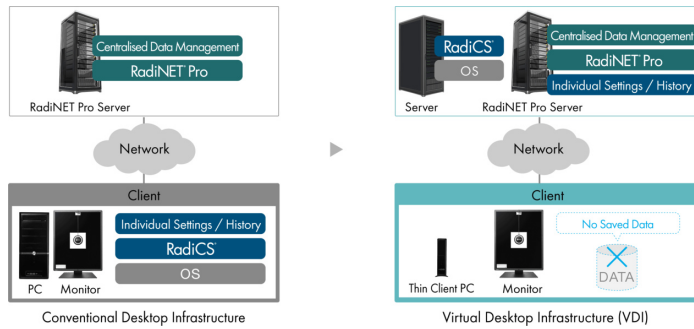 Centralised Data Management
RadiNET® Pro
RadiNET Pro Server
Network
Client
Individual Settings / History
RadiCS®
OS
PC
Monitor
Conventional Desktop Infrastructure
RadiCS®
OS
Server
Centralised Data Management
RadiNET® Pro
Individual Settings / History
RadiNET Pro Server
Network
Client
No Saved Data
DATA
Thin Client PC
Monitor
Virtual Desktop Infrastructure (VDI)